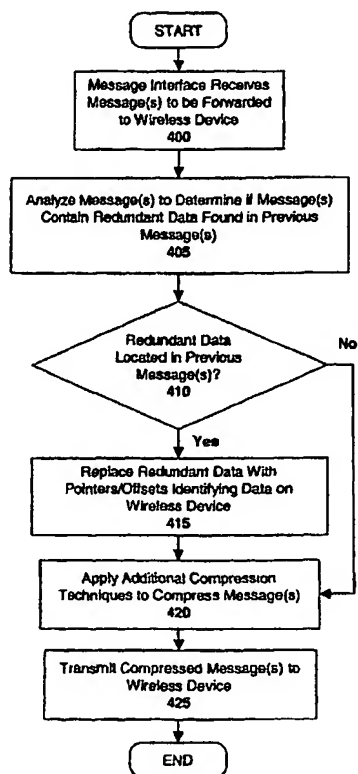 START
Message Interface Receives
Message(s) to be Forwarded
to Wireless Device
400
Analyze Message(s) to Determine if Message(s)
Contain Redundant Data Found in Previous
Message(s)
405
Redundant Data
Located in Previous
Message(s)?
410
No
Yes
Replace Redundant Data With
Pointers/Offsets Identifying Data on
Wireless Device
415
Apply Additional Compression
Techniques to Compress Message(s)
420
Transmit Compressed Message(s) to
Wireless Device
425
END